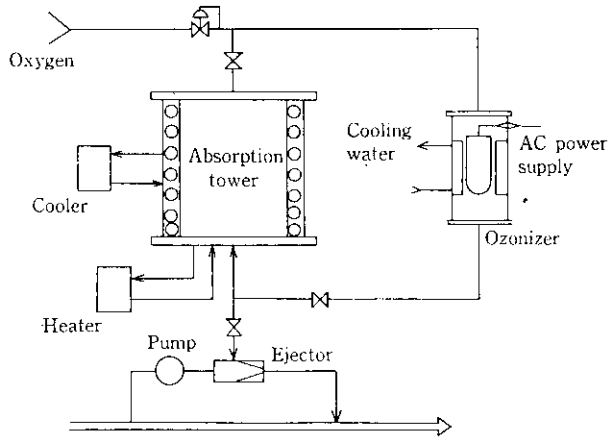 Oxygen
Absorption
tower
Cooling
water
AC power
supply
Cooler
Ozonizer
Heater
Pump
Ejector